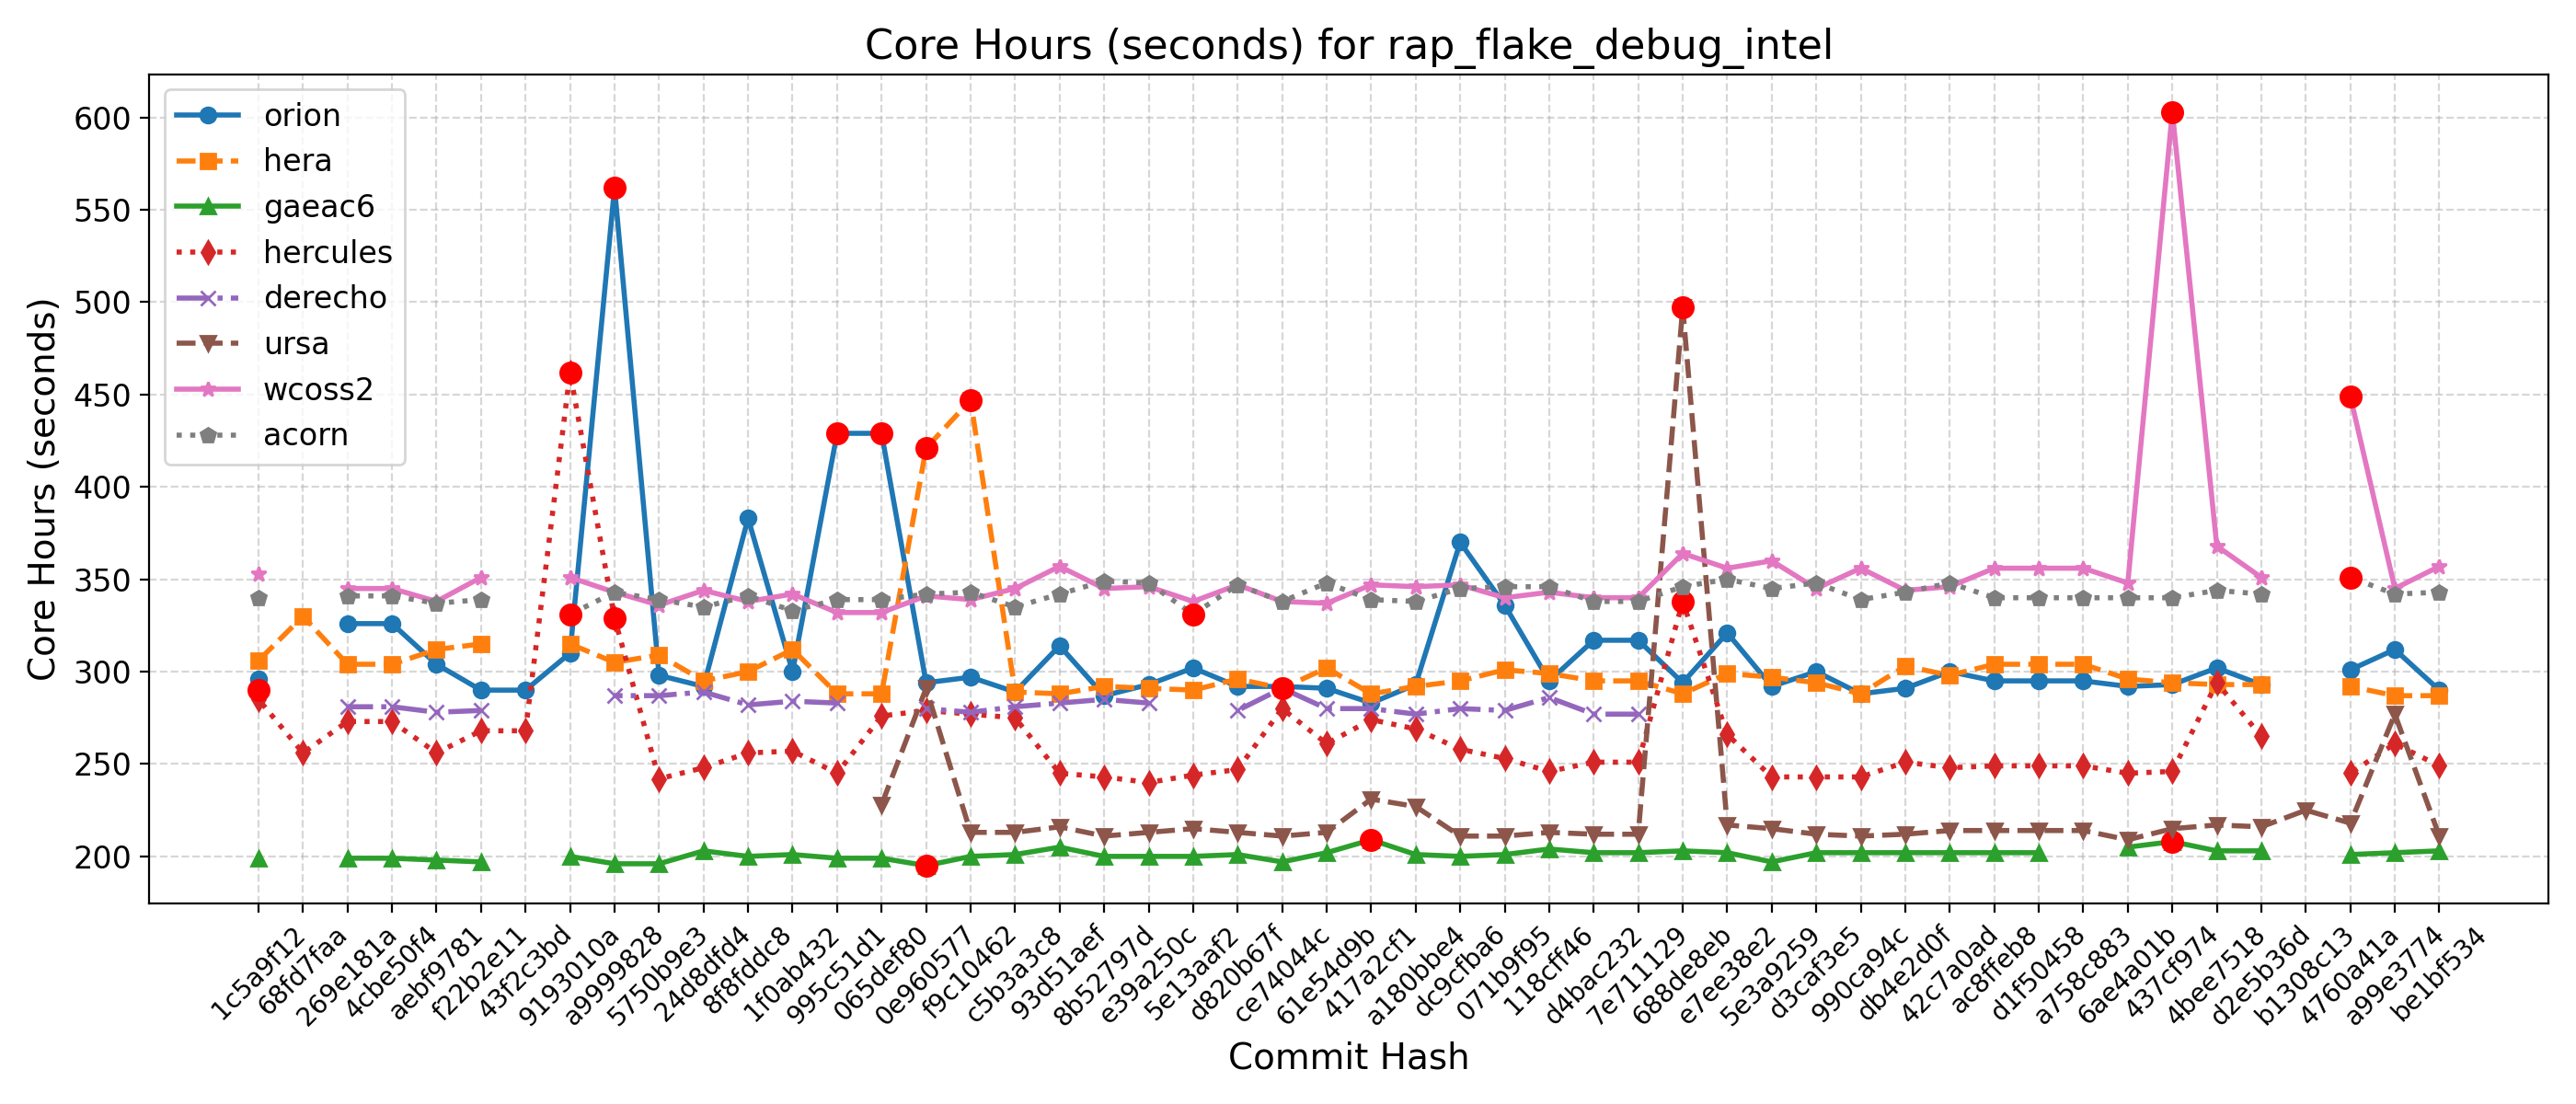 Core Hours (seconds) for rap_flake_debug_intel
Core Hours (seconds)
600
550
500
450
400
350
300
250
200
orion
hera
gaeac6
hercules
derecho
ursa
wcoss2
acorn
1c5a9f12
68fd7faa
269e181a
4cbe50f4
aebf9781
f22b2e11
43f2c3bd
9193010a
a9999828
5750b9e3
24d8dfd4
8f8fddc8
1f0ab432
995c51d1
065def80
0e960577
f9c10462
c5b3a3c8
93d51aef
8b52797d
e39a250c
5e13aaf2
d820b67f
ce74044c
61e54d9b
417a2cf1
a180bbe4
dc9cfba6
071b9f95
118cff46
d4bac232
7e711129
688de8eb
e7ee38e2
5e3a9259
d3caf3e5
990ca94c
db4e2d0f
42c7a0ad
ac8ffeb8
d1f50458
a758c883
6ae4a01b
437cf974
4bee7518
d2e5b36d
b1308c13
4760a41a
a99e3774
be1bf534
Commit Hash